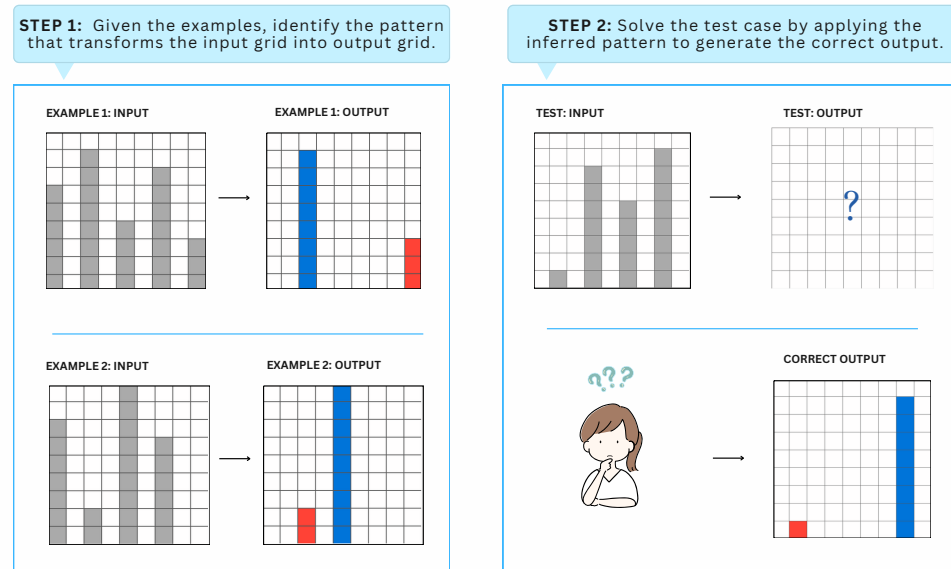 STEP 1: Given the examples, identify the pattern
that transforms the input grid into output grid.
EXAMPLE 1: INPUT
EXAMPLE 1: OUTPUT
EXAMPLE 2: INPUT
EXAMPLE 2: OUTPUT
STEP 2: Solve the test case by applying the
inferred pattern to generate the correct output.
TEST: INPUT
TEST: OUTPUT
?
???
CORRECT OUTPUT